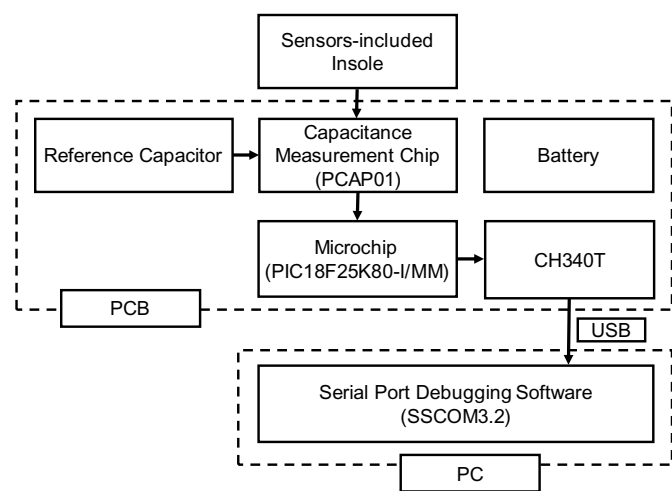 Sensors-included
Insole
Reference Capacitor
Capacitance
Measurement Chip
(PCAP01)
Battery
Microchip
(PIC18F25K80-I/MM)
CH340T
PCB
USB
Serial Port Debugging Software
(SSCOM3.2)
PC